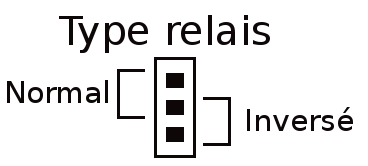 Type relais
Normal
Inversé